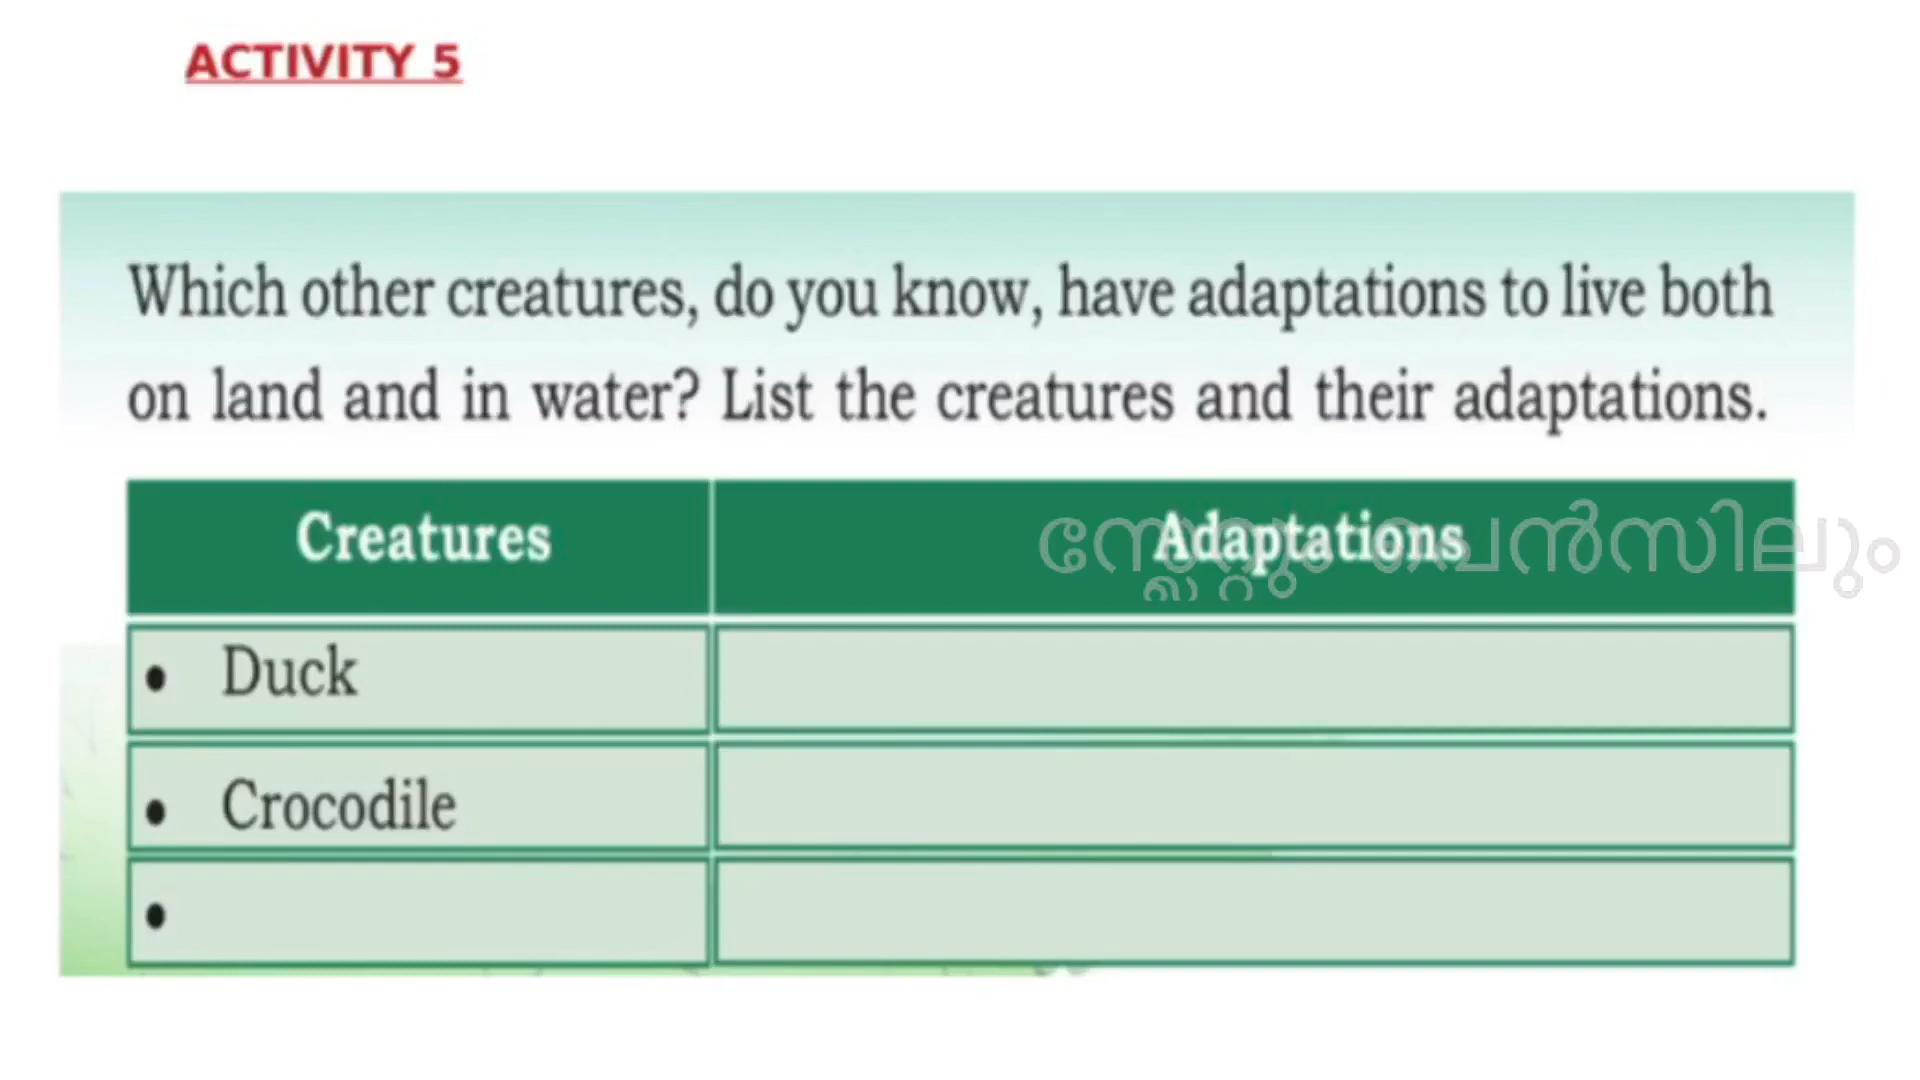 ACTIVITY 5
Which other creatures, do you know, have adaptations to live both
on land and in water? List the creatures and their adaptations.
Creatures
Adaptations
സ്ലേറ്റും പെൻസിലും
• Duck
• Crocodile
•